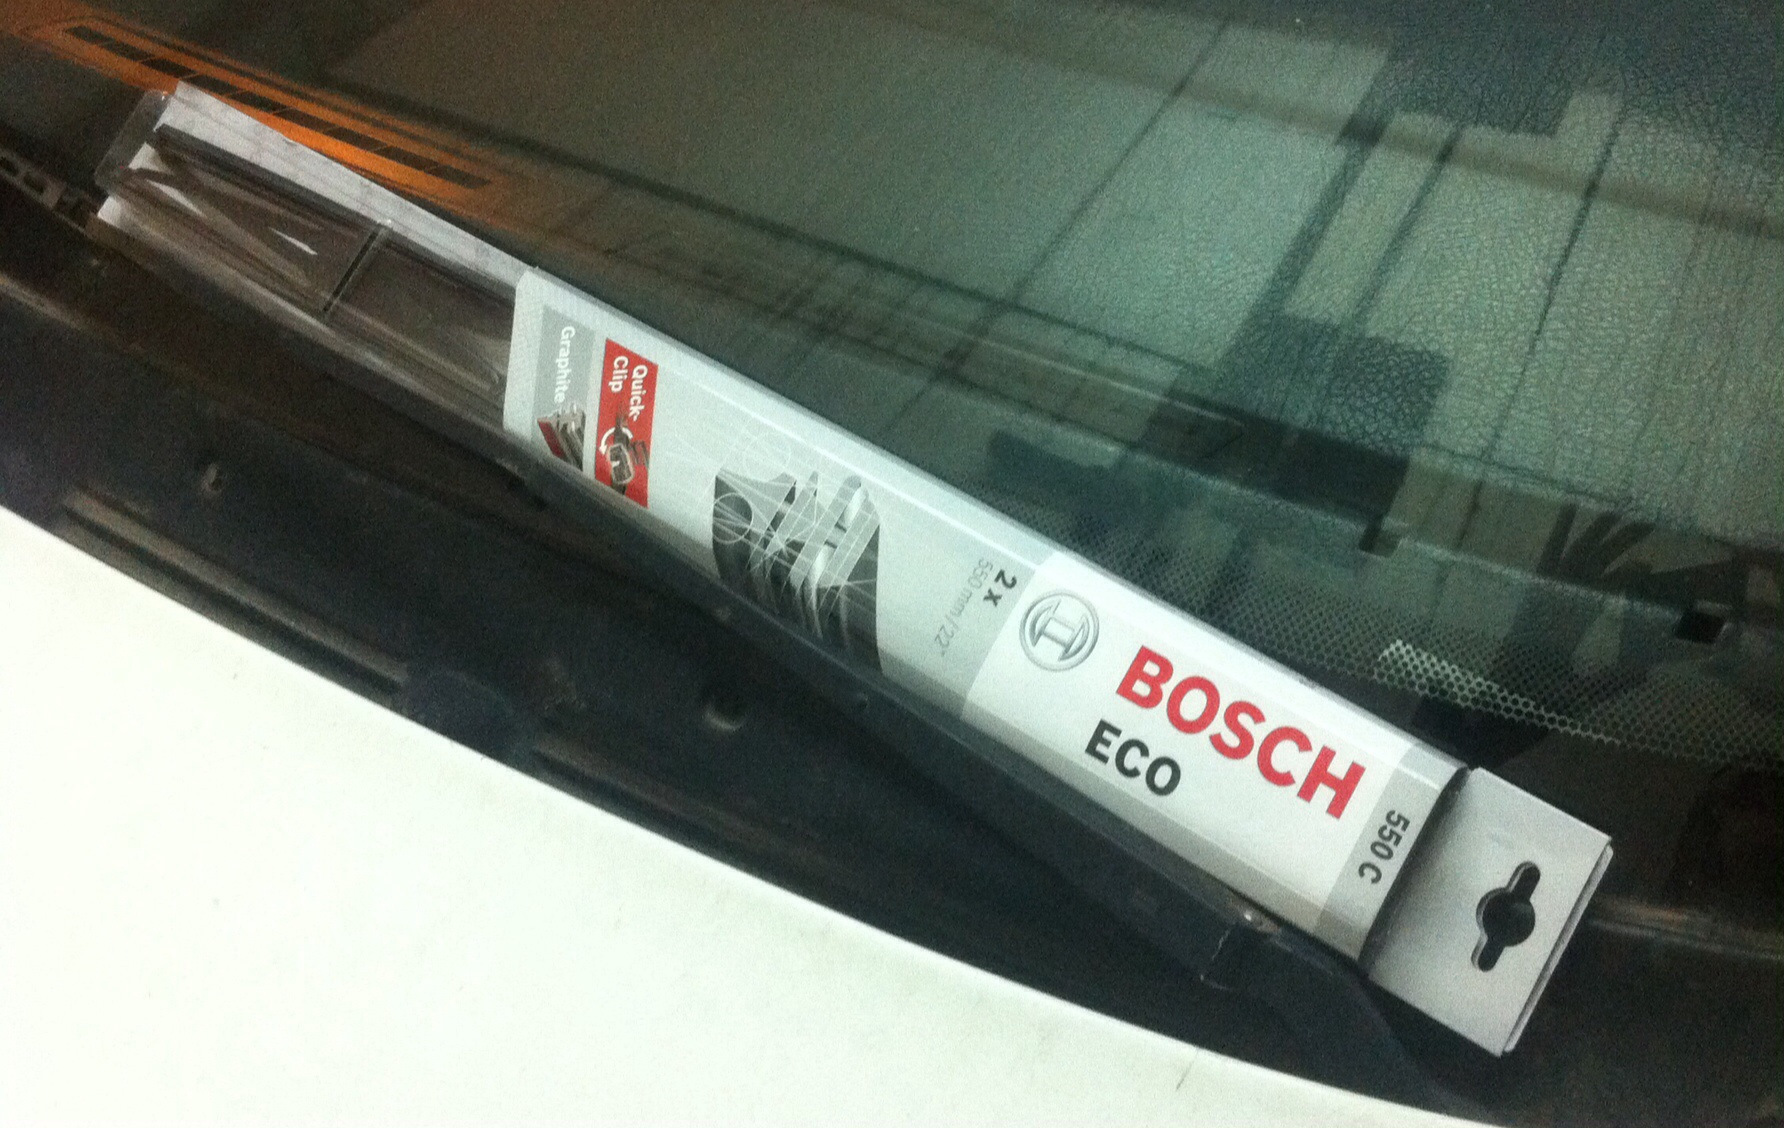 Graphite
Quick-
Clip
2 x
550 mm / 22"
BOSCH
ECO
550 C